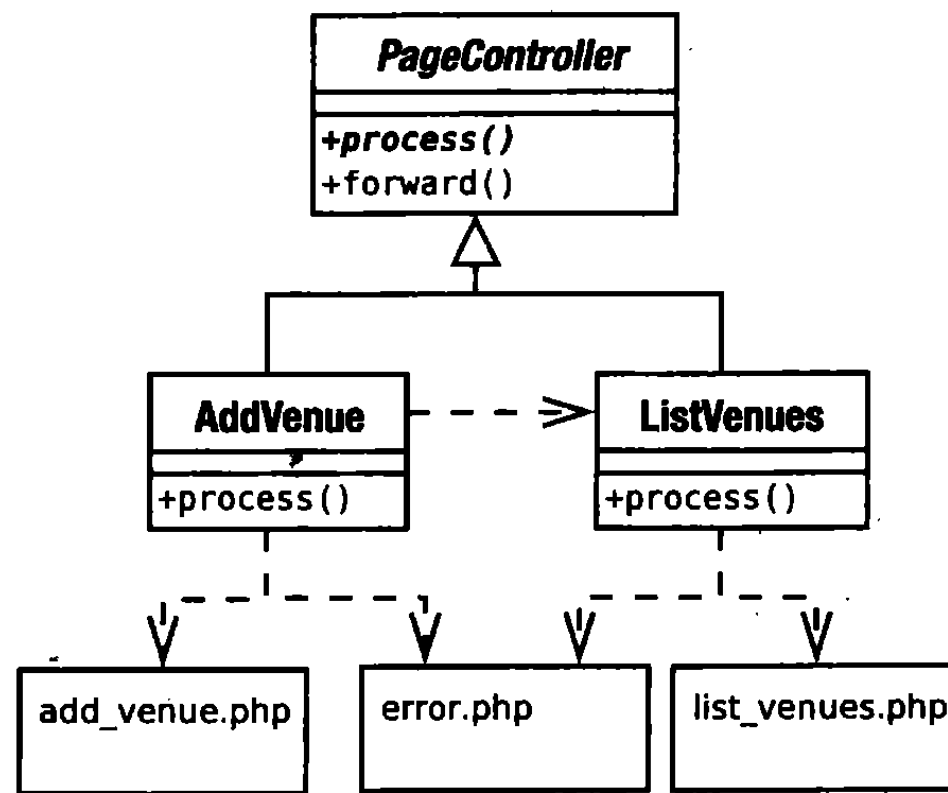 PageController
+process()
+forward()
AddVenue
ListVenues
+process()
+process()
add_venue.php
error.php
list_venues.php